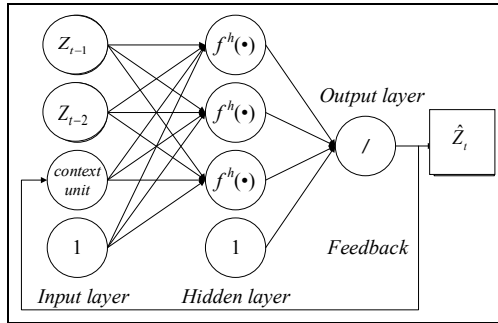 Z_{t-1}
f^h(•)
Z_{t-2}
f^h(•)
Output layer
/
Ẑ_t
context
unit
f^h(•)
1
1
Feedback
Input layer
Hidden layer